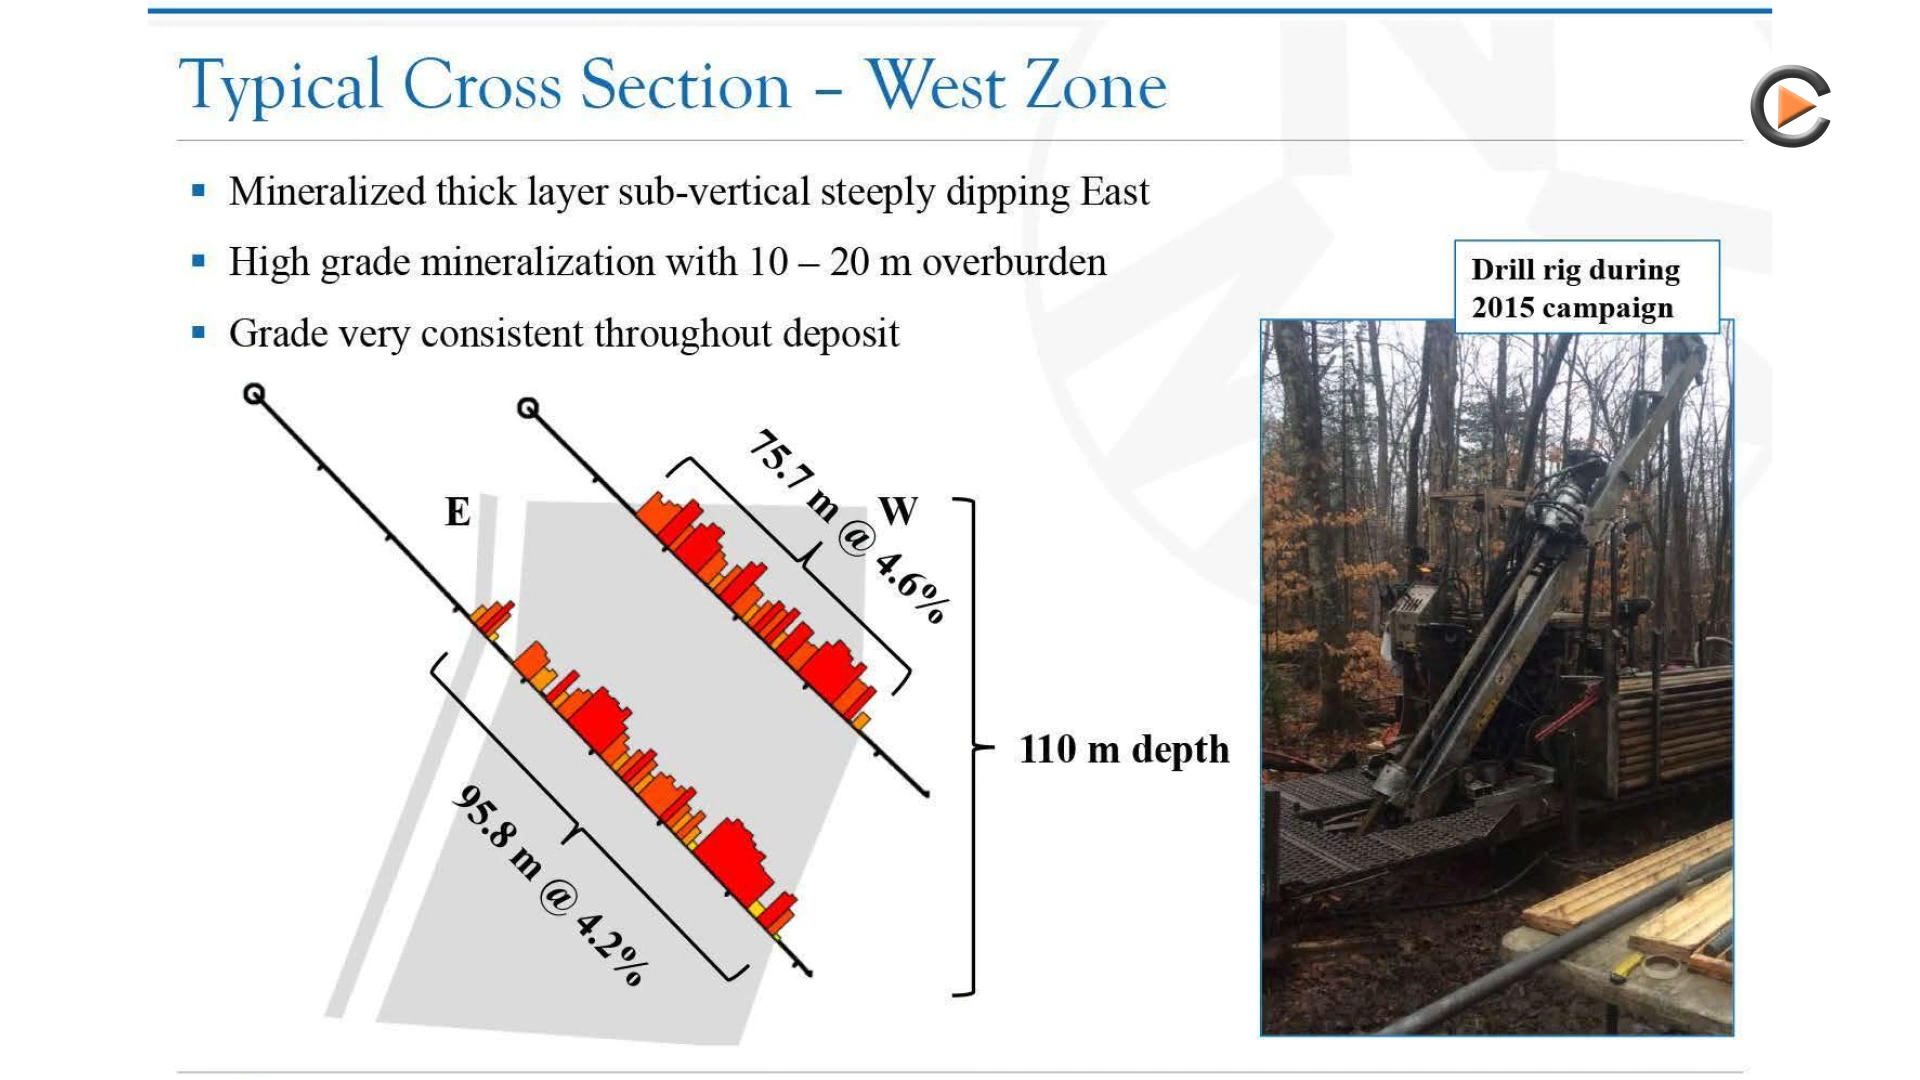 Typical Cross Section – West Zone
Mineralized thick layer sub-vertical steeply dipping East
High grade mineralization with 10 – 20 m overburden
Grade very consistent throughout deposit
Drill rig during
2015 campaign
75.7 m @ 4.6%
E
W
110 m depth
95.8 m @ 4.2%